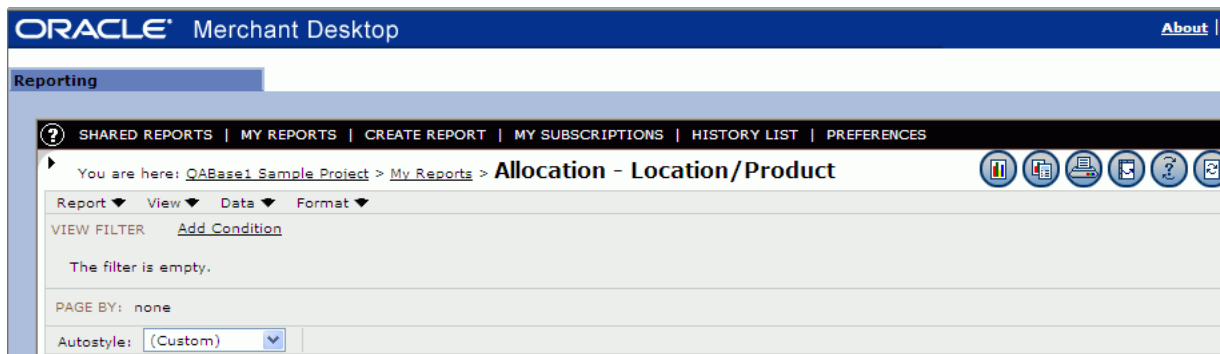 ORACLE Merchant Desktop About |
Reporting
? SHARED REPORTS | MY REPORTS | CREATE REPORT | MY SUBSCRIPTIONS | HISTORY LIST | PREFERENCES
You are here: QABase1 Sample Project > My Reports > Allocation - Location/Product
Report View Data Format
VIEW FILTER Add Condition
The filter is empty.
PAGE BY: none
Autostyle: (Custom)